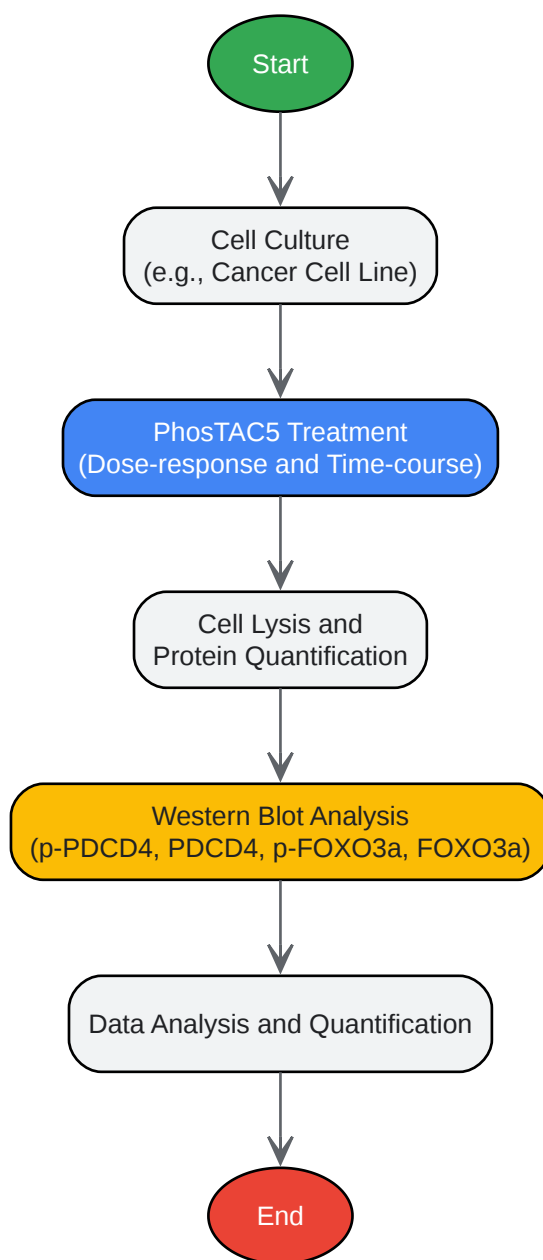 Start
Cell Culture
(e.g., Cancer Cell Line)
PhosTAC5 Treatment
(Dose-response and Time-course)
Cell Lysis and
Protein Quantification
Western Blot Analysis
(p-PDCD4, PDCD4, p-FOXO3a, FOXO3a)
Data Analysis and Quantification
End